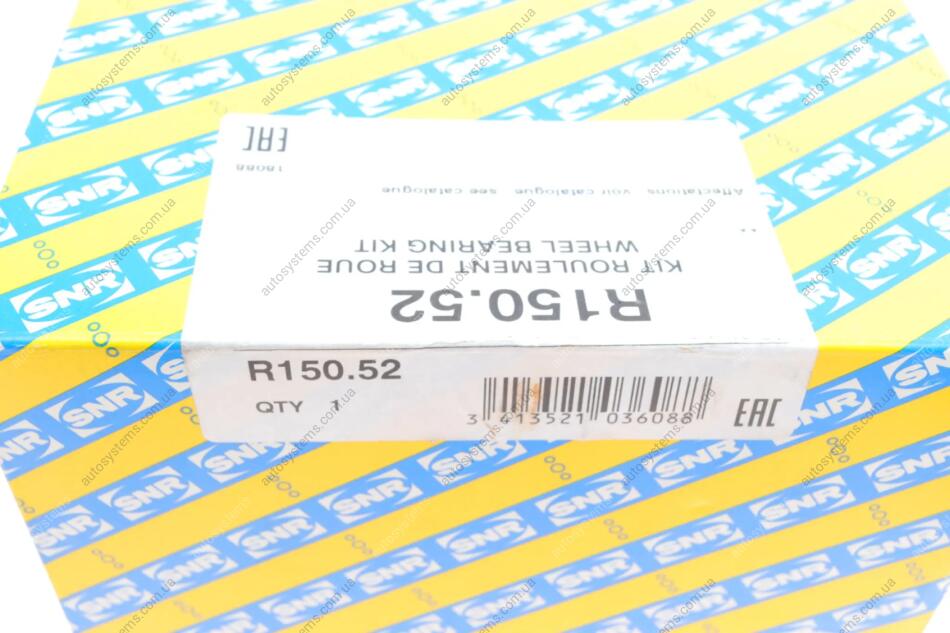 SNR
EAC
18088
Affectations voir catalogue see catalogue
KIT ROULEMENT DE ROUE
WHEEL BEARING KIT
R150.52
R150.52
QTY 1
3 413521 036088
EAC
autosystems.com.ua